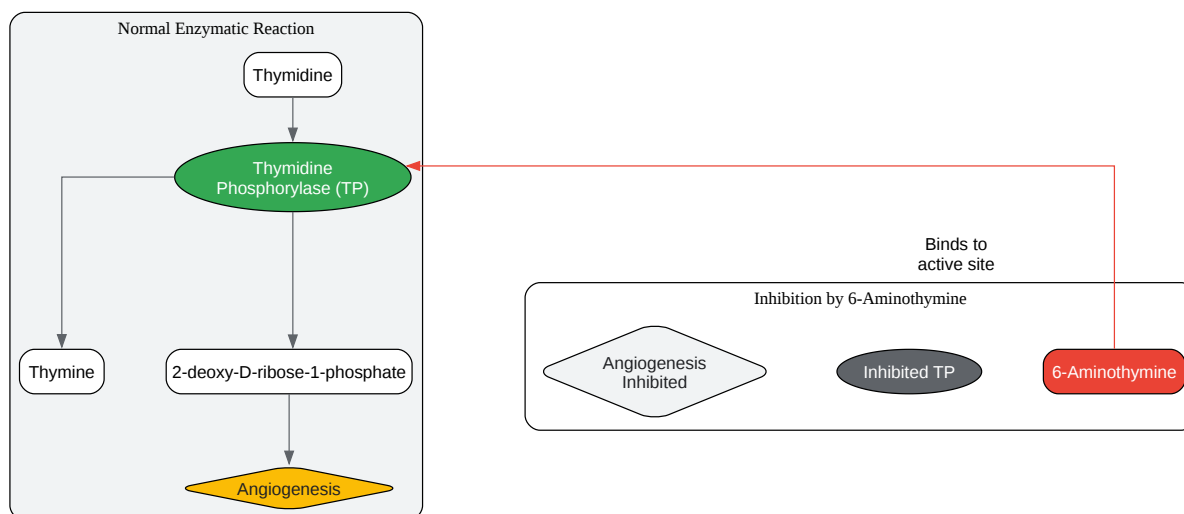 Normal Enzymatic Reaction
Thymidine
Thymidine
Phosphorylase (TP)
Thymine
2-deoxy-D-ribose-1-phosphate
Angiogenesis
Binds to
active site
Inhibition by 6-Aminothymine
Angiogenesis
Inhibited
Inhibited TP
6-Aminothymine